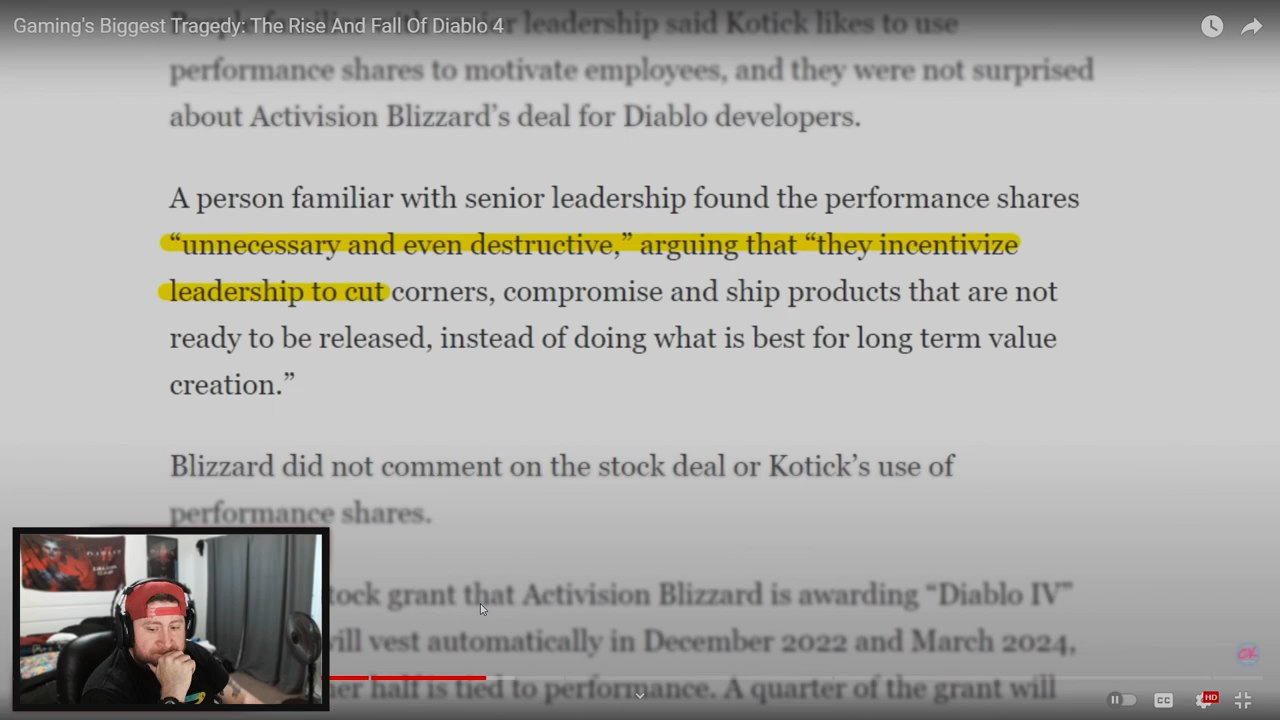 Gaming's Biggest Tragedy: The Rise And Fall Of Diablo 4
leadership said Kotick likes to use
performance shares to motivate employees, and they were not surprised
about Activision Blizzard’s deal for Diablo developers.
A person familiar with senior leadership found the performance shares
“unnecessary and even destructive,” arguing that “they incentivize
leadership to cut corners, compromise and ship products that are not
ready to be released, instead of doing what is best for long term value
creation.”
Blizzard did not comment on the stock deal or Kotick’s use of
performance shares.
tock grant that Activision Blizzard is awarding “Diablo IV”
vill vest automatically in December 2022 and March 2024,
er half is tied to performance. A quarter of the grant will
CK
CC
HD